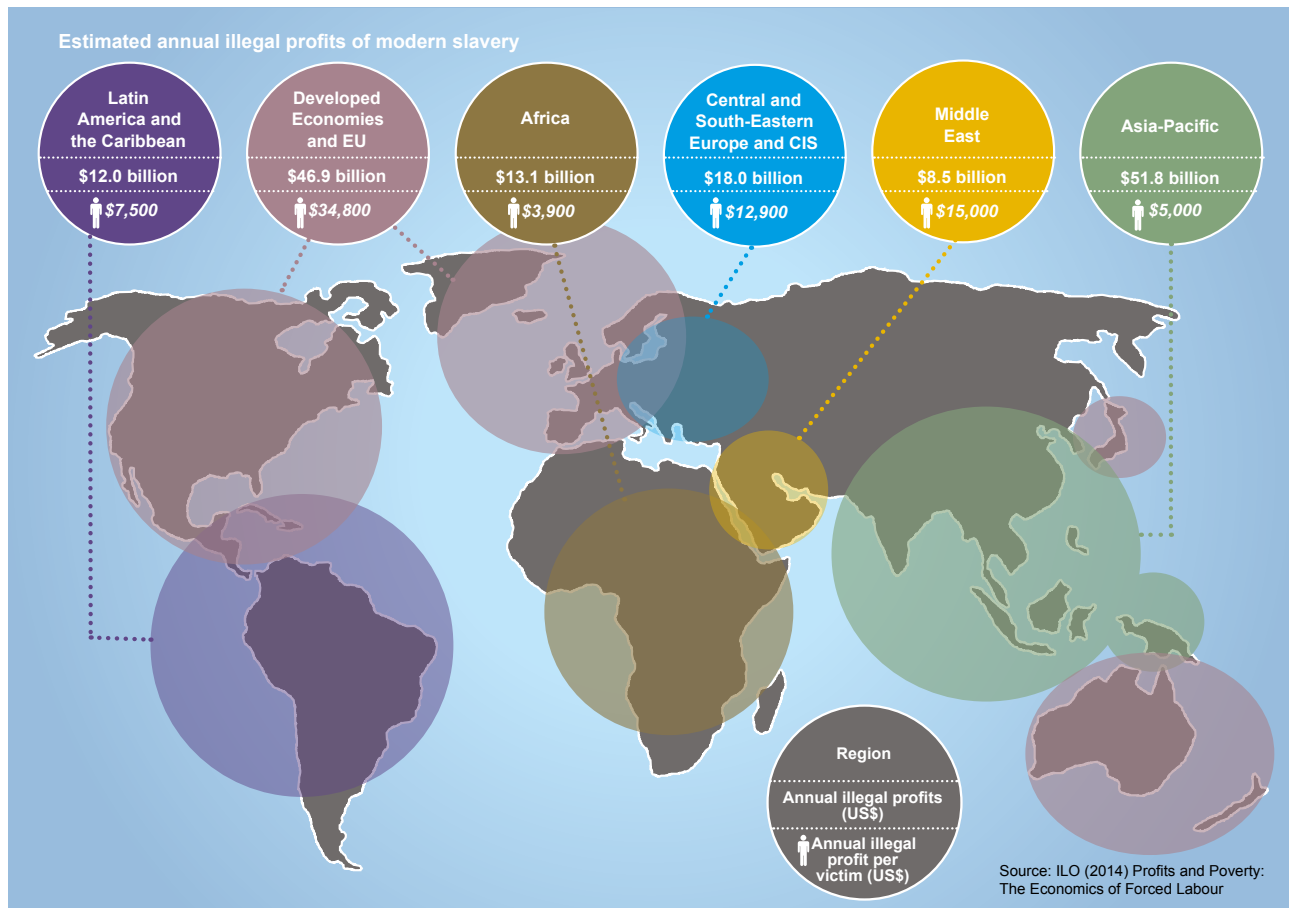 Estimated annual illegal profits of modern slavery
Latin
America and
the Caribbean
$12.0 billion
$7,500
Developed
Economies
and EU
$46.9 billion
$34,800
Africa
$13.1 billion
$3,900
Central and
South-Eastern
Europe and CIS
$18.0 billion
$12,900
Middle
East
$8.5 billion
$15,000
Asia-Pacific
$51.8 billion
$5,000
Region
Annual illegal profits
(US$)
Annual illegal
profit per
victim (US$)
Source: ILO (2014) Profits and Poverty:
The Economics of Forced Labour